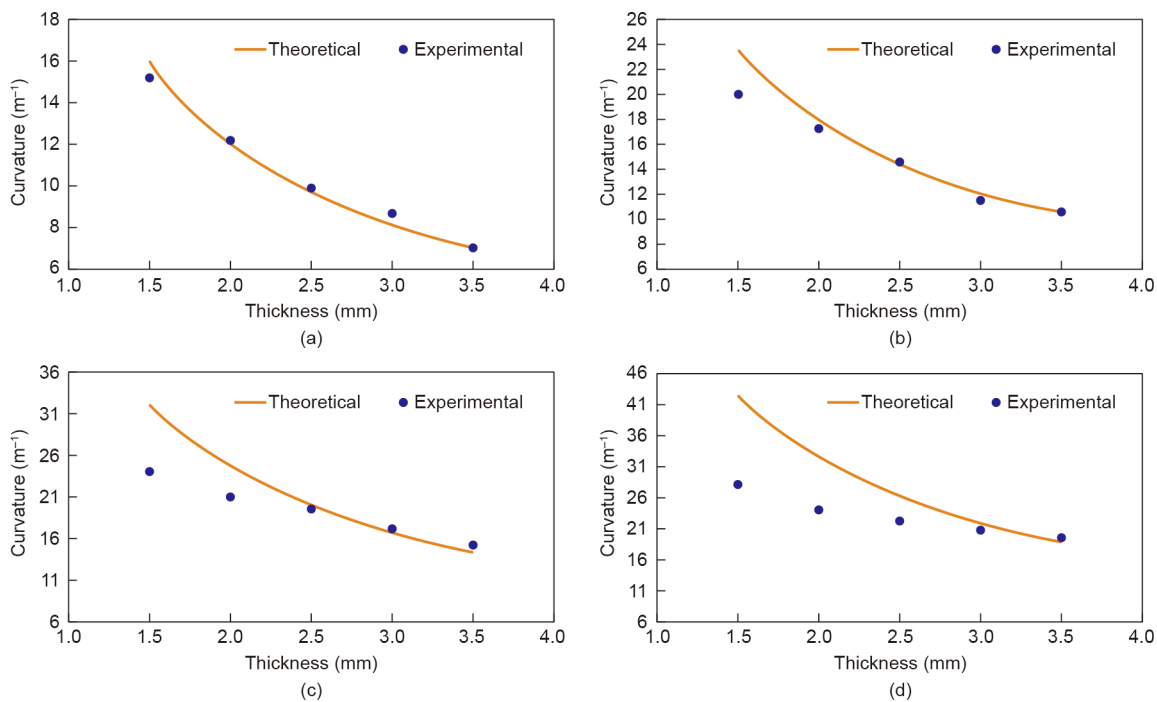 18
16
14
12
10
8
6
Curvature (m⁻¹)
Theoretical
Experimental
1.0 1.5 2.0 2.5 3.0 3.5 4.0
Thickness (mm)
(a)
26
24
22
20
18
16
14
12
10
8
6
Curvature (m⁻¹)
Theoretical
Experimental
1.0 1.5 2.0 2.5 3.0 3.5 4.0
Thickness (mm)
(b)
36
31
26
21
16
11
6
Curvature (m⁻¹)
Theoretical
Experimental
1.0 1.5 2.0 2.5 3.0 3.5 4.0
Thickness (mm)
(c)
46
41
36
31
26
21
16
11
6
Curvature (m⁻¹)
Theoretical
Experimental
1.0 1.5 2.0 2.5 3.0 3.5 4.0
Thickness (mm)
(d)